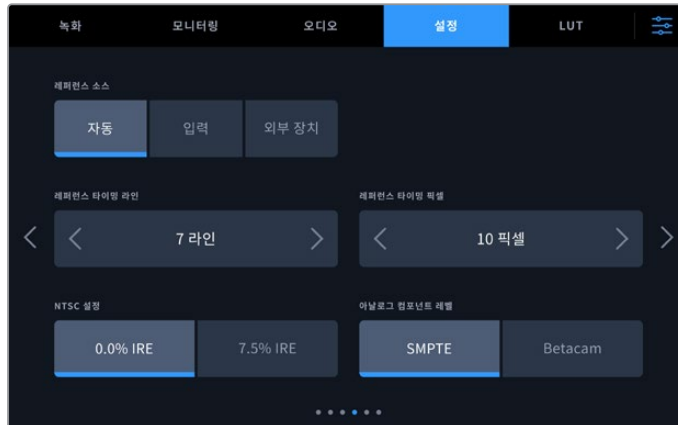 녹화 모니터링 오디오 설정 LUT
레퍼런스 소스
자동 입력 외부 장치
레퍼런스 타이밍 라인 레퍼런스 타이밍 픽셀
7 라인 10 픽셀
NTSC 설정 아날로그 컴포넌트 레벨
0.0% IRE 7.5% IRE SMPTE Betacam